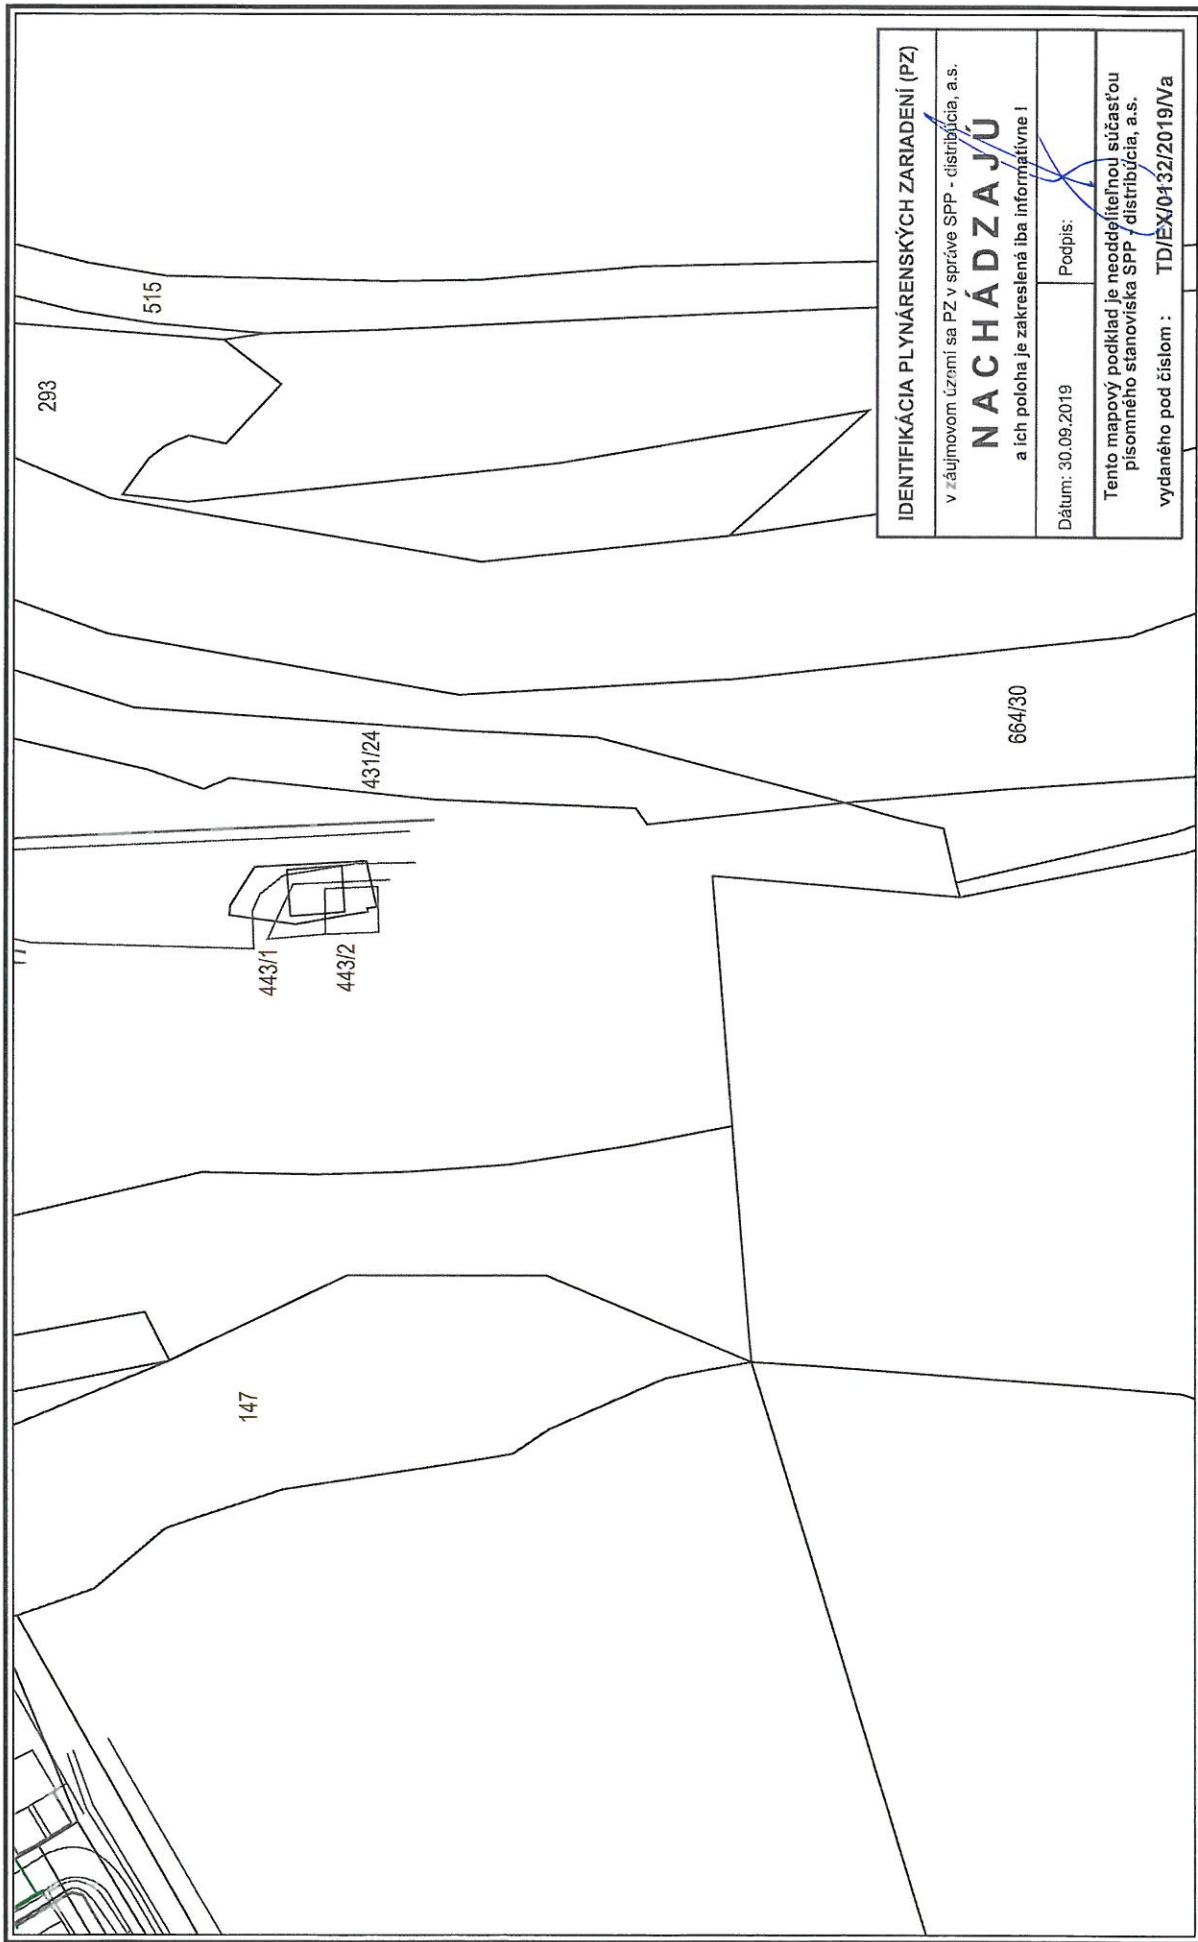 147
443/1
443/2
431/24
664/30
293
515
IDENTIFIKÁCIA PLYNÁRENSKÝCH ZARIADENÍ (PZ)
v záujmovom území sa PZ v správe SPP - distribúcia, a.s.
NACHÁDZAJÚ
a ich poloha je zakreslená iba informatívne !
Dátum: 30.09.2019 Podpis:
Tento mapový podklad je neoddeliteľnou súčasťou
písomného stanoviska SPP - distribúcia, a.s.
vydaného pod číslom : TD/EX/0132/2019/Va